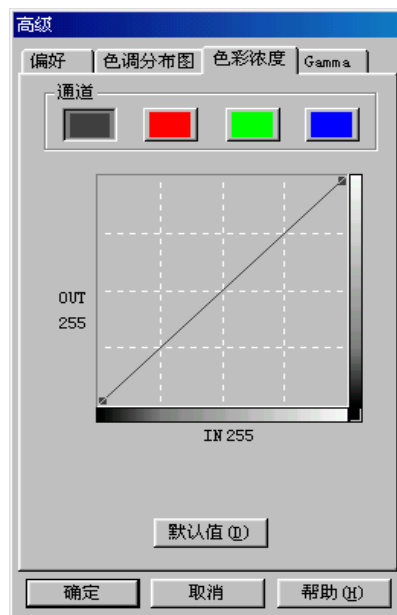 高级
偏好 色调分布图 色彩浓度 Gamma
通道
OUT
255
IN 255
默认值(D)
确定 取消 帮助(H)